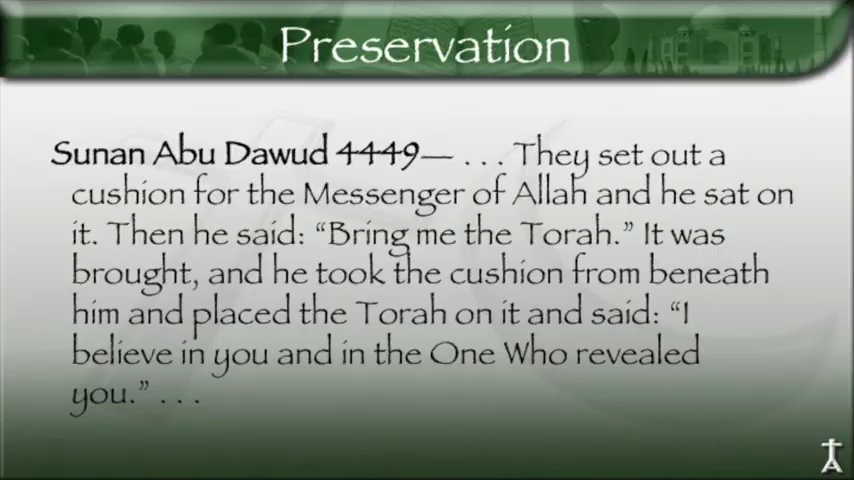 Preservation
Sunan Abu Dawud 4449— . . . They set out a
cushion for the Messenger of Allah and he sat on
it. Then he said: “Bring me the Torah.” It was
brought, and he took the cushion from beneath
him and placed the Torah on it and said: “I
believe in you and in the One Who revealed
you.” . . .